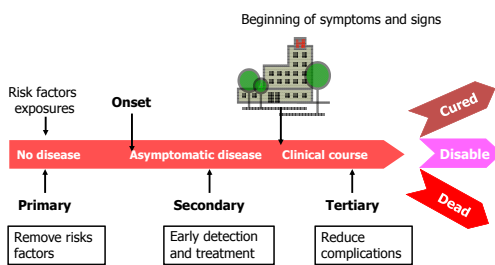 Beginning of symptoms and signs
Risk factors
exposures
Onset
Cured
No disease
Asymptomatic disease
Clinical course
Disable
Dead
Primary
Secondary
Tertiary
Remove risks
factors
Early detection
and treatment
Reduce
complications